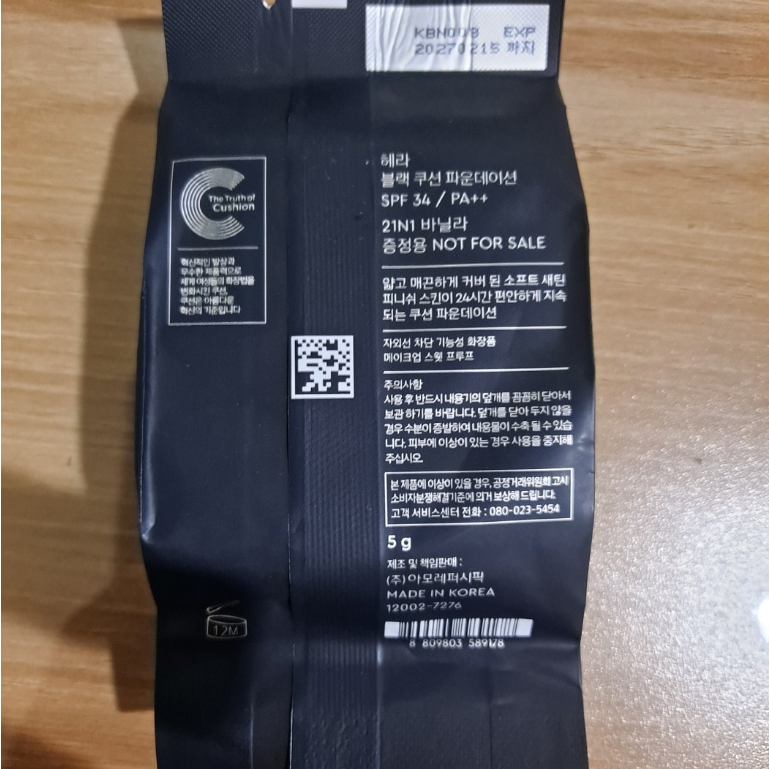 KBN009 EXP
20270215 까지
The Truth of
Cushion
혁신적인 발상과
우수한 제품력으로
세계 여성들의 화장법을
변화시킨 쿠션,
쿠션은 아름다운
혁신의 기준입니다
헤라
블랙 쿠션 파운데이션
SPF 34 / PA++
21N1 바닐라
증정용 NOT FOR SALE
얇고 매끈하게 커버 된 소프트 새틴
피니쉬 스킨이 24시간 편안하게 지속
되는 쿠션 파운데이션
자외선 차단 기능성 화장품
메이크업 스웻 프루프
주의사항
사용 후 반드시 내용기의 덮개를 꼼꼼히 닫아서
보관 하기를 바랍니다. 덮개를 닫아 두지 않을
경우 수분이 증발하여 내용물이 수축 될 수 있습
니다. 피부에 이상이 있는 경우 사용을 중지해
주십시오.
본 제품에 이상이 있을 경우, 공정거래위원회 고시
소비자분쟁해결기준에 의거 보상해 드립니다.
고객 서비스센터 전화 : 080-023-5454
5 g
제조 및 책임판매 :
(주)아모레퍼시픽
MADE IN KOREA
12002-7276
8 809803 589178
12M